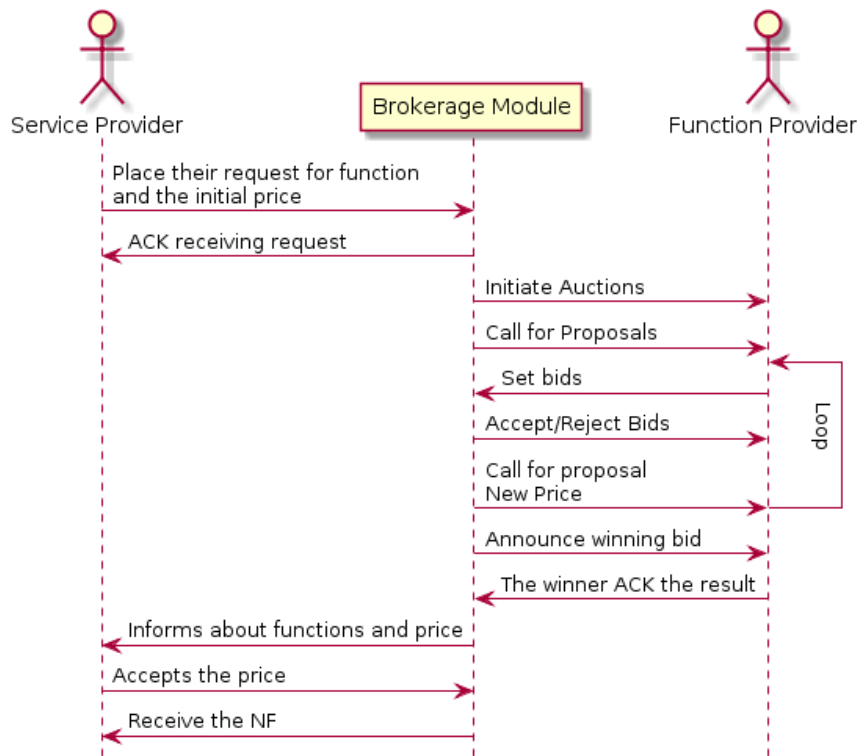 Service Provider
Brokerage Module
Function Provider
Place their request for function
and the initial price
ACK receiving request
Initiate Auctions
Call for Proposals
Set bids
Loop
Accept/Reject Bids
Call for proposal
New Price
Announce winning bid
The winner ACK the result
Informs about functions and price
Accepts the price
Receive the NF